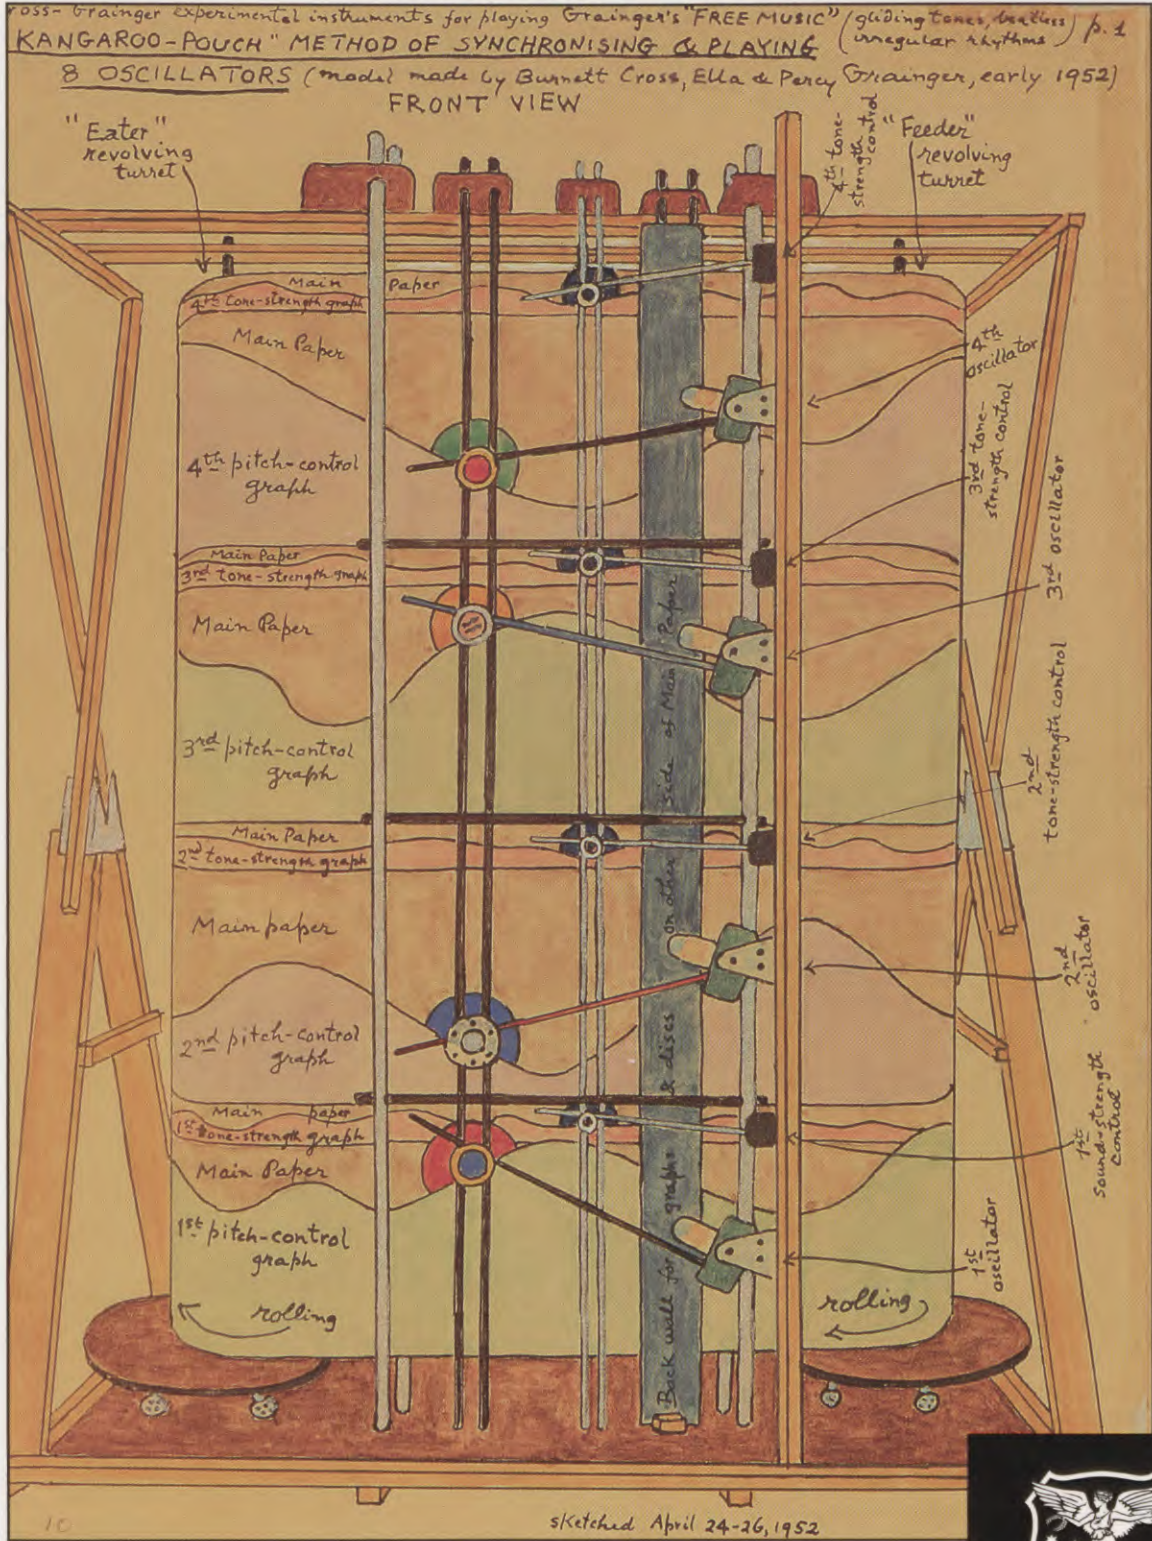 ross-Grainger experimental instruments for playing Grainger's "FREE MUSIC" (gliding tones, beatless irregular rhythms) p. 1
KANGAROO-POUCH" METHOD OF SYNCHRONISING & PLAYING
8 OSCILLATORS (model made by Burnett Cross, Ella & Percy Grainger, early 1952)
FRONT VIEW
"Eater"
revolving
turret
4th tone-
strength
control
"Feeder"
revolving
turret
Main Paper
4th tone-strength graph
Main Paper
4th
oscillator
4th pitch-control
graph
3rd tone-
strength control
Main Paper
3rd tone-strength graph
Main Paper
3rd oscillator
3rd pitch-control
graph
2nd
tone-strength control
Main Paper
2nd tone-strength graph
Main paper
2nd
oscillator
2nd pitch-control
graph
Main paper
1st tone-strength graph
Main Paper
1st
sound-strength
control
1st pitch-control
graph
1st
oscillator
rolling
rolling
Back wall for graphs & discs on other side of Main Paper
10
sketched April 24-26, 1952